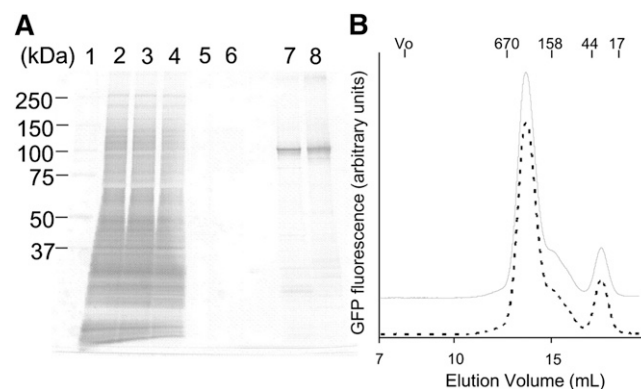 A
B
(kDa) 1 2 3 4 5 6 7 8
250
150
100
75
50
37
Vo 670 158 44 17
GFP fluorescence (arbitrary units)
7 10 15
Elution Volume (mL)